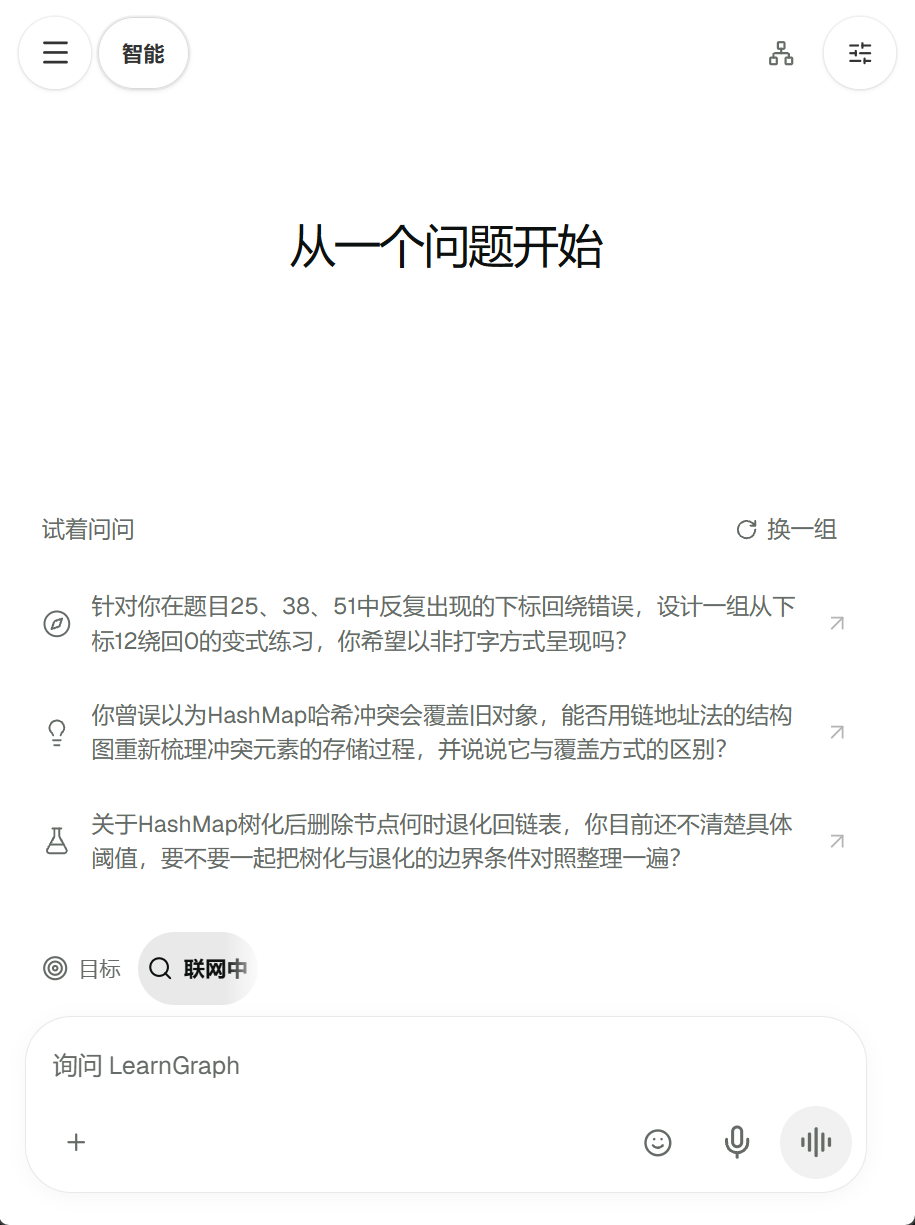 智能
从一个问题开始
试着问问
换一组
针对你在题目25、38、51中反复出现的下标回绕错误，设计一组从下
标12绕回0的变式练习，你希望以非打字方式呈现吗？
你曾误以为HashMap哈希冲突会覆盖旧对象，能否用链地址法的结构
图重新梳理冲突元素的存储过程，并说说它与覆盖方式的区别？
关于HashMap树化后删除节点何时退化回链表，你目前还不清楚具体
阈值，要不要一起把树化与退化的边界条件对照整理一遍？
目标
联网中
询问 LearnGraph